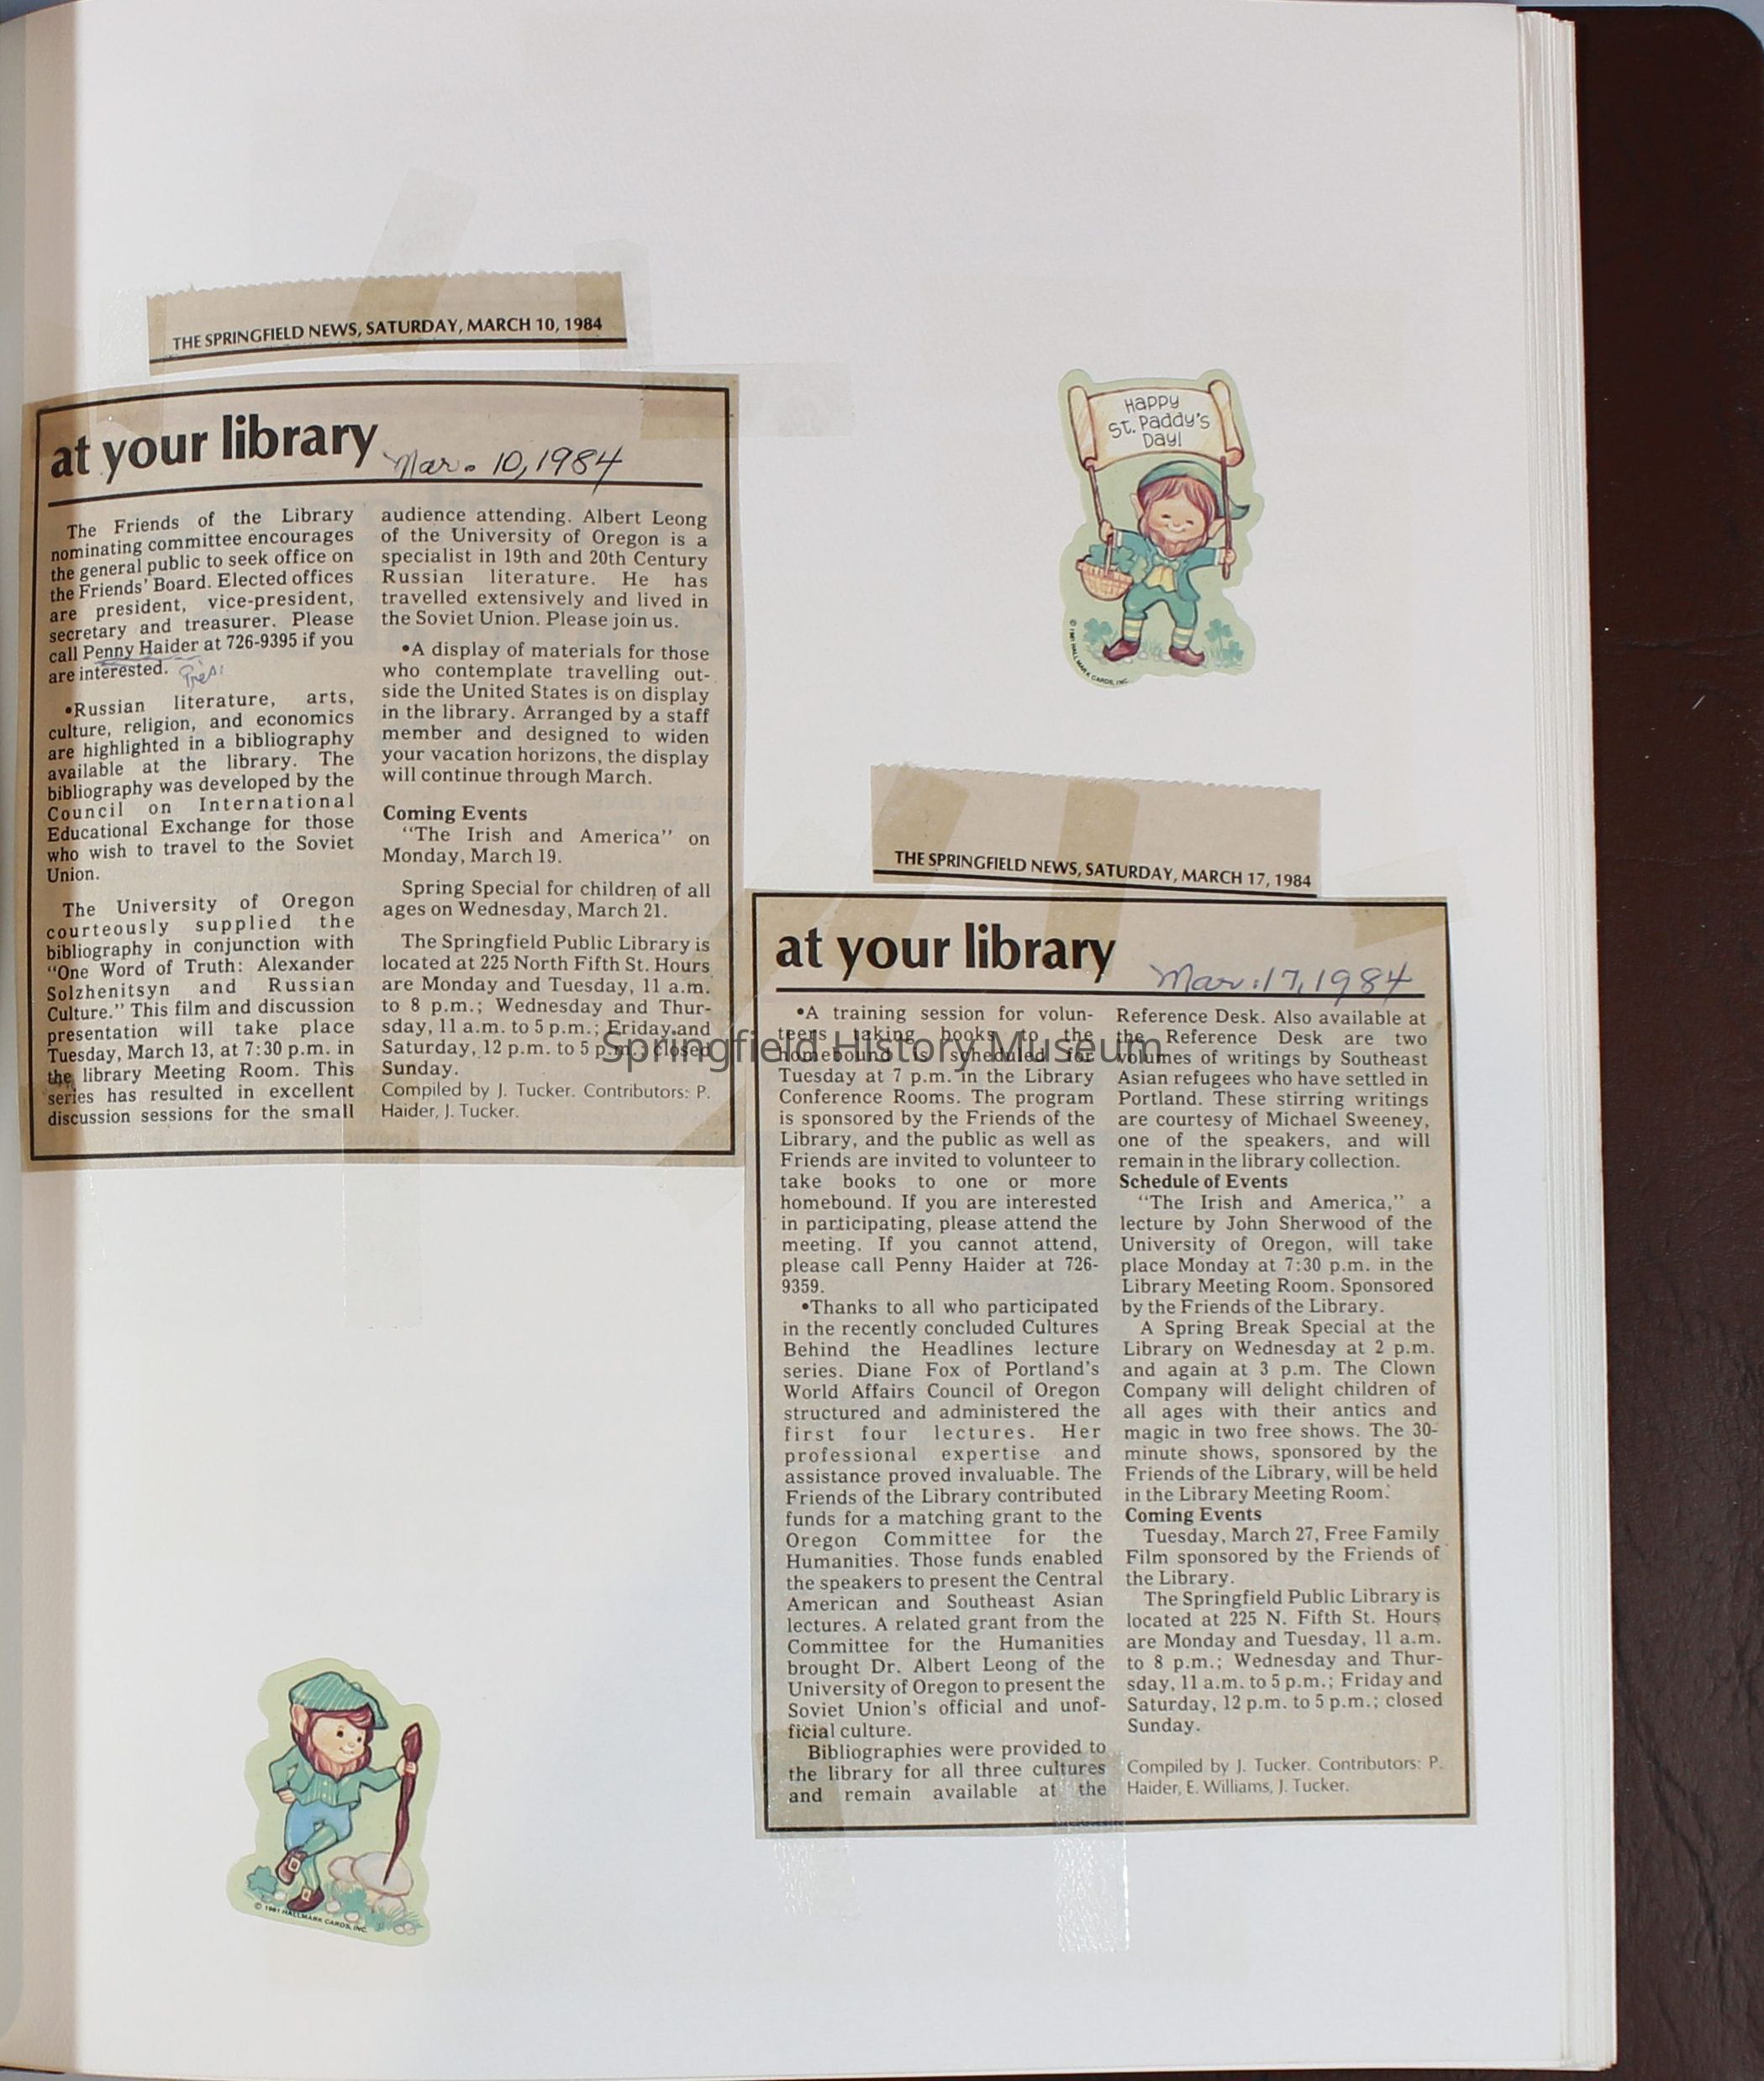 THE SPRINGFIELD NEWS, SATURDAY, MARCH 10, 1984
at your library
Mar. 10, 1984
The Friends of the Library
nominating committee encourages
the general public to seek office on
the Friends' Board. Elected offices
are president, vice-president,
secretary and treasurer. Please
call Penny Haider at 726-9395 if you
are interested.
Pres.
•Russian literature, arts,
culture, religion, and economics
are highlighted in a bibliography
available at the library. The
bibliography was developed by the
Council on International
Educational Exchange for those
who wish to travel to the Soviet
Union.
The University of Oregon
courteously supplied the
bibliography in conjunction with
"One Word of Truth: Alexander
Solzhenitsyn and Russian
Culture." This film and discussion
presentation will take place
Tuesday, March 13, at 7:30 p.m. in
the library Meeting Room. This
series has resulted in excellent
discussion sessions for the small
audience attending. Albert Leong
of the University of Oregon is a
specialist in 19th and 20th Century
Russian literature. He has
travelled extensively and lived in
the Soviet Union. Please join us.
•A display of materials for those
who contemplate travelling out-
side the United States is on display
in the library. Arranged by a staff
member and designed to widen
your vacation horizons, the display
will continue through March.
Coming Events
"The Irish and America" on
Monday, March 19.
Spring Special for children of all
ages on Wednesday, March 21.
The Springfield Public Library is
located at 225 North Fifth St. Hours
are Monday and Tuesday, 11 a.m.
to 8 p.m.; Wednesday and Thur-
sday, 11 a.m. to 5 p.m.; Friday and
Saturday, 12 p.m. to 5 p.m.; closed
Sunday.
Compiled by J. Tucker. Contributors: P.
Haider, J. Tucker.
Happy
St. Paddy's
Day!
© 1981 HALLMARK CARDS, INC.
THE SPRINGFIELD NEWS, SATURDAY, MARCH 17, 1984
at your library
Mar. 17, 1984
•A training session for volun-
teers taking books to the
homebound is scheduled for
Tuesday at 7 p.m. in the Library
Conference Rooms. The program
is sponsored by the Friends of the
Library, and the public as well as
Friends are invited to volunteer to
take books to one or more
homebound. If you are interested
in participating, please attend the
meeting. If you cannot attend,
please call Penny Haider at 726-
9359.
•Thanks to all who participated
in the recently concluded Cultures
Behind the Headlines lecture
series. Diane Fox of Portland's
World Affairs Council of Oregon
structured and administered the
first four lectures. Her
professional expertise and
assistance proved invaluable. The
Friends of the Library contributed
funds for a matching grant to the
Oregon Committee for the
Humanities. Those funds enabled
the speakers to present the Central
American and Southeast Asian
lectures. A related grant from the
Committee for the Humanities
brought Dr. Albert Leong of the
University of Oregon to present the
Soviet Union's official and unof-
ficial culture.
Bibliographies were provided to
the library for all three cultures
and remain available at the
Reference Desk. Also available at
the Reference Desk are two
volumes of writings by Southeast
Asian refugees who have settled in
Portland. These stirring writings
are courtesy of Michael Sweeney,
one of the speakers, and will
remain in the library collection.
Schedule of Events
"The Irish and America," a
lecture by John Sherwood of the
University of Oregon, will take
place Monday at 7:30 p.m. in the
Library Meeting Room. Sponsored
by the Friends of the Library.
A Spring Break Special at the
Library on Wednesday at 2 p.m.
and again at 3 p.m. The Clown
Company will delight children of
all ages with their antics and
magic in two free shows. The 30-
minute shows, sponsored by the
Friends of the Library, will be held
in the Library Meeting Room.
Coming Events
Tuesday, March 27, Free Family
Film sponsored by the Friends of
the Library.
The Springfield Public Library is
located at 225 N. Fifth St. Hours
are Monday and Tuesday, 11 a.m.
to 8 p.m.; Wednesday and Thur-
sday, 11 a.m. to 5 p.m.; Friday and
Saturday, 12 p.m. to 5 p.m.; closed
Sunday.
Compiled by J. Tucker. Contributors: P.
Haider, E. Williams, J. Tucker.
Springfield History Museum
© 1981 HALLMARK CARDS, INC.